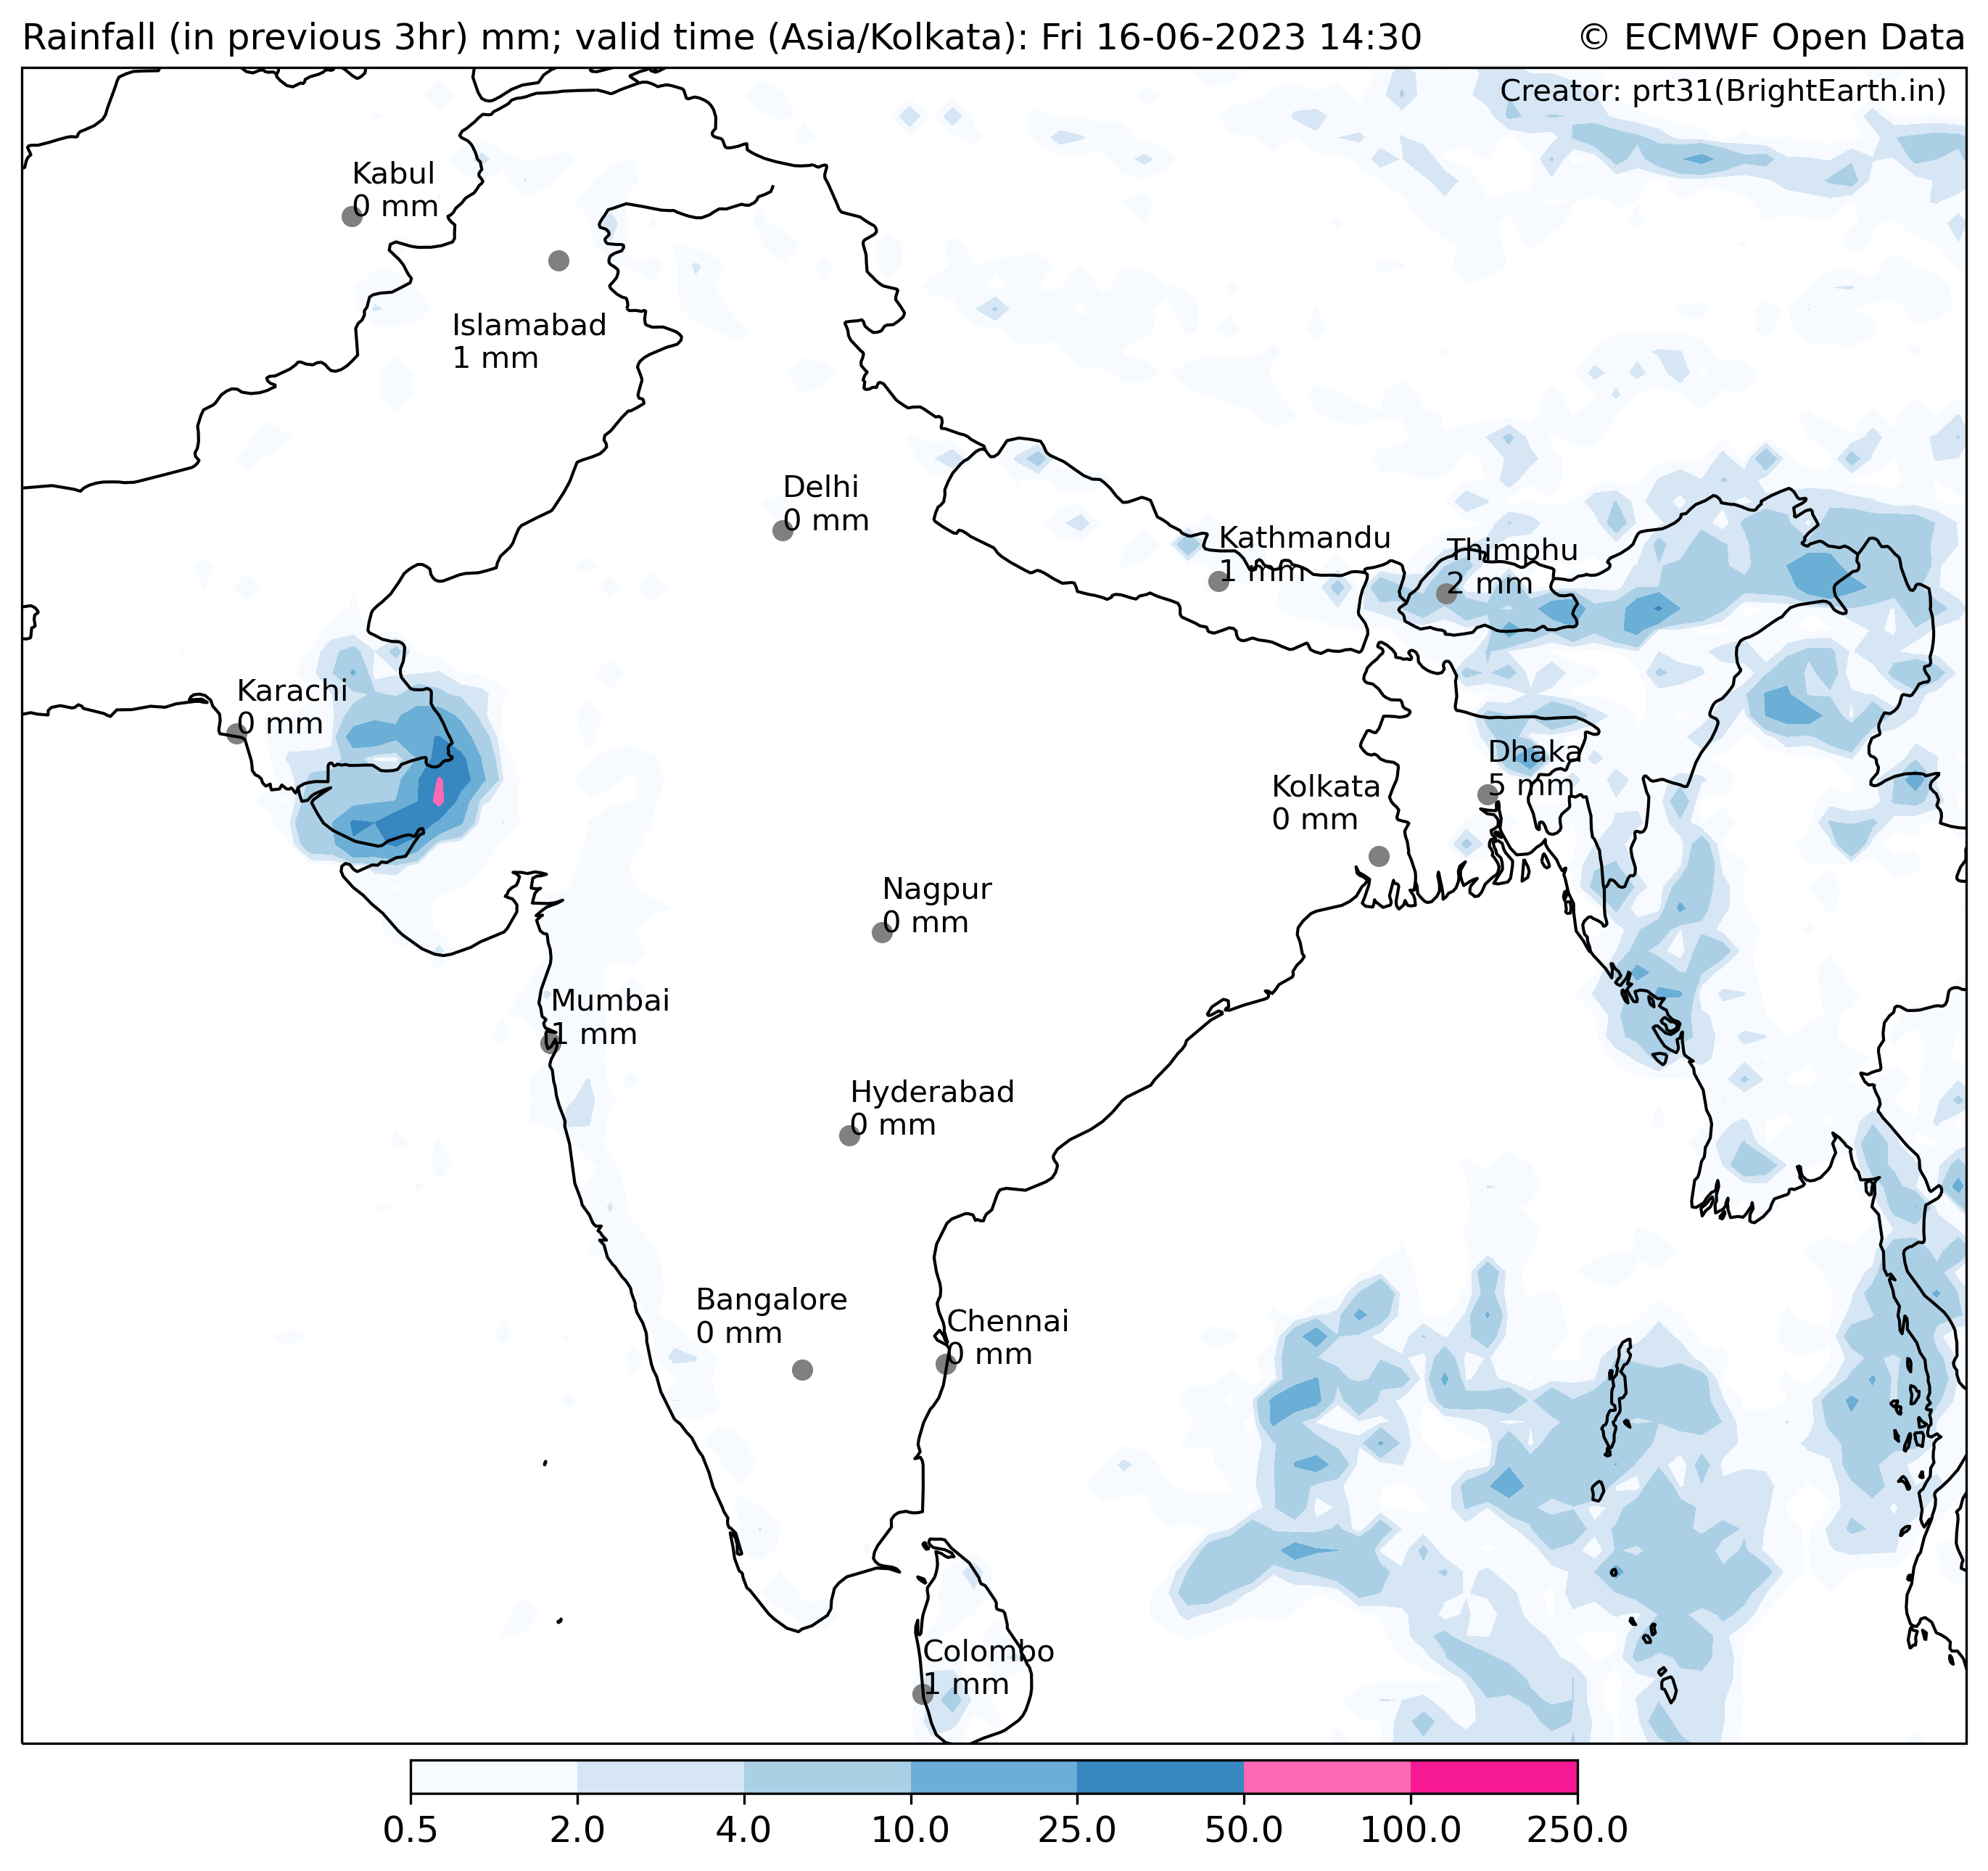 Rainfall (in previous 3hr) mm; valid time (Asia/Kolkata): Fri 16-06-2023 14:30
© ECMWF Open Data
Creator: prt31(BrightEarth.in)
Kabul
0 mm
Islamabad
1 mm
Delhi
0 mm
Kathmandu
1 mm
Thimphu
2 mm
Karachi
0 mm
Dhaka
5 mm
Kolkata
0 mm
Nagpur
0 mm
Mumbai
1 mm
Hyderabad
0 mm
Bangalore
0 mm
Chennai
0 mm
Colombo
1 mm
0.5 2.0 4.0 10.0 25.0 50.0 100.0 250.0